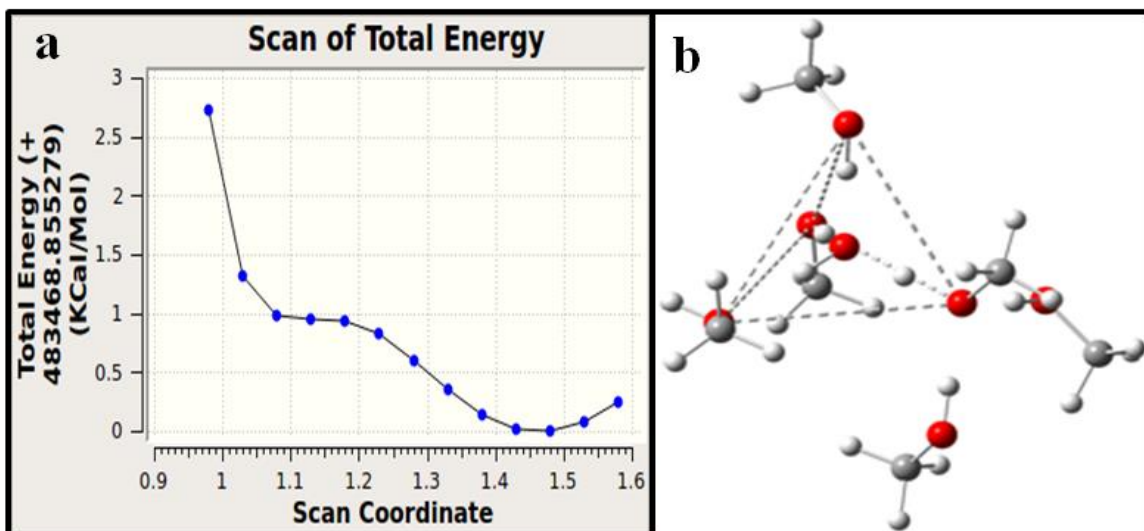 a
Scan of Total Energy
Total Energy (+
483468.855279)
(KCal/Mol)
3
2.5
2
1.5
1
0.5
0
0.9 1 1.1 1.2 1.3 1.4 1.5 1.6
Scan Coordinate
b